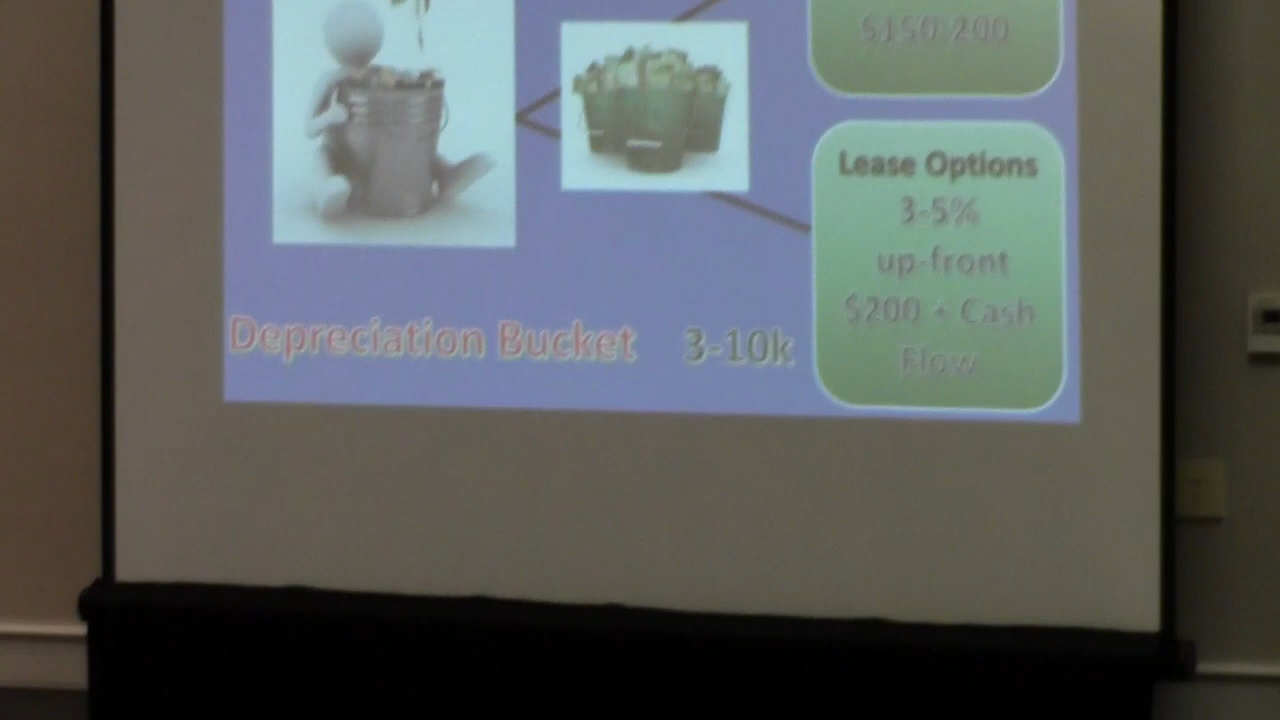 $150-200
Lease Options
3-5%
up-front
$200 + Cash
Flow
Depreciation Bucket 3-10k